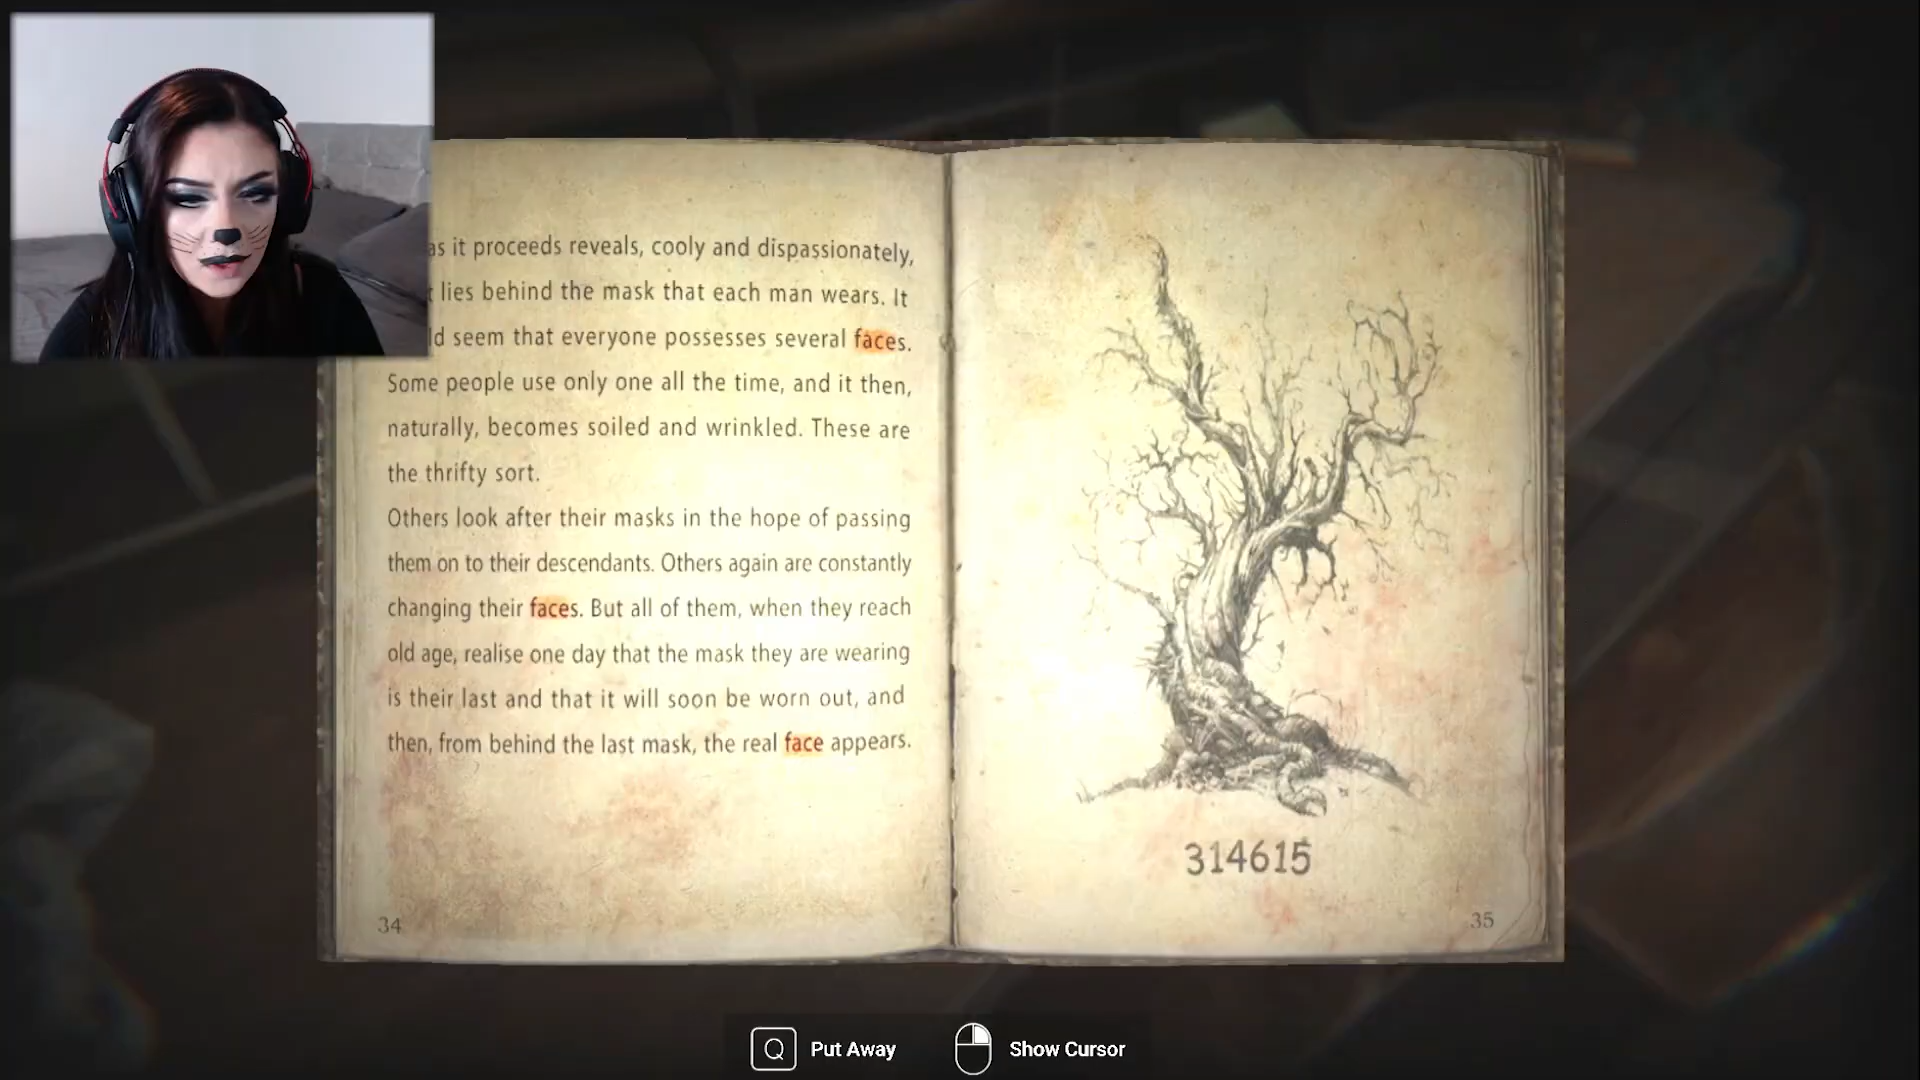 as it proceeds reveals, cooly and dispassionately,
lies behind the mask that each man wears. It
seem that everyone possesses several faces.
Some people use only one all the time, and it then,
naturally, becomes soiled and wrinkled. These are
the thrifty sort.
Others look after their masks in the hope of passing
them on to their descendants. Others again are constantly
changing their faces. But all of them, when they reach
old age, realise one day that the mask they are wearing
is their last and that it will soon be worn out, and
then, from behind the last mask, the real face appears.
34
314615
35
Q Put Away
Show Cursor